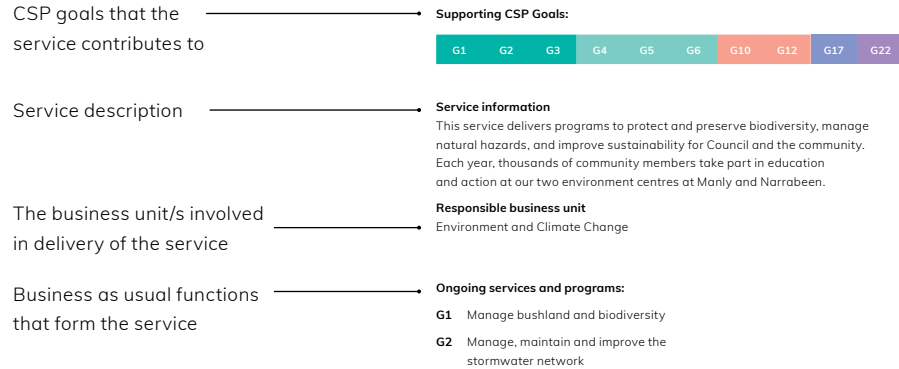 CSP goals that the
service contributes to
Supporting CSP Goals:
G1 G2 G3 G4 G5 G6 G10 G12 G17 G22
Service description
Service information
This service delivers programs to protect and preserve biodiversity, manage
natural hazards, and improve sustainability for Council and the community.
Each year, thousands of community members take part in education
and action at our two environment centres at Manly and Narrabeen.
The business unit/s involved
in delivery of the service
Responsible business unit
Environment and Climate Change
Business as usual functions
that form the service
Ongoing services and programs:
G1 Manage bushland and biodiversity
G2 Manage, maintain and improve the
stormwater network